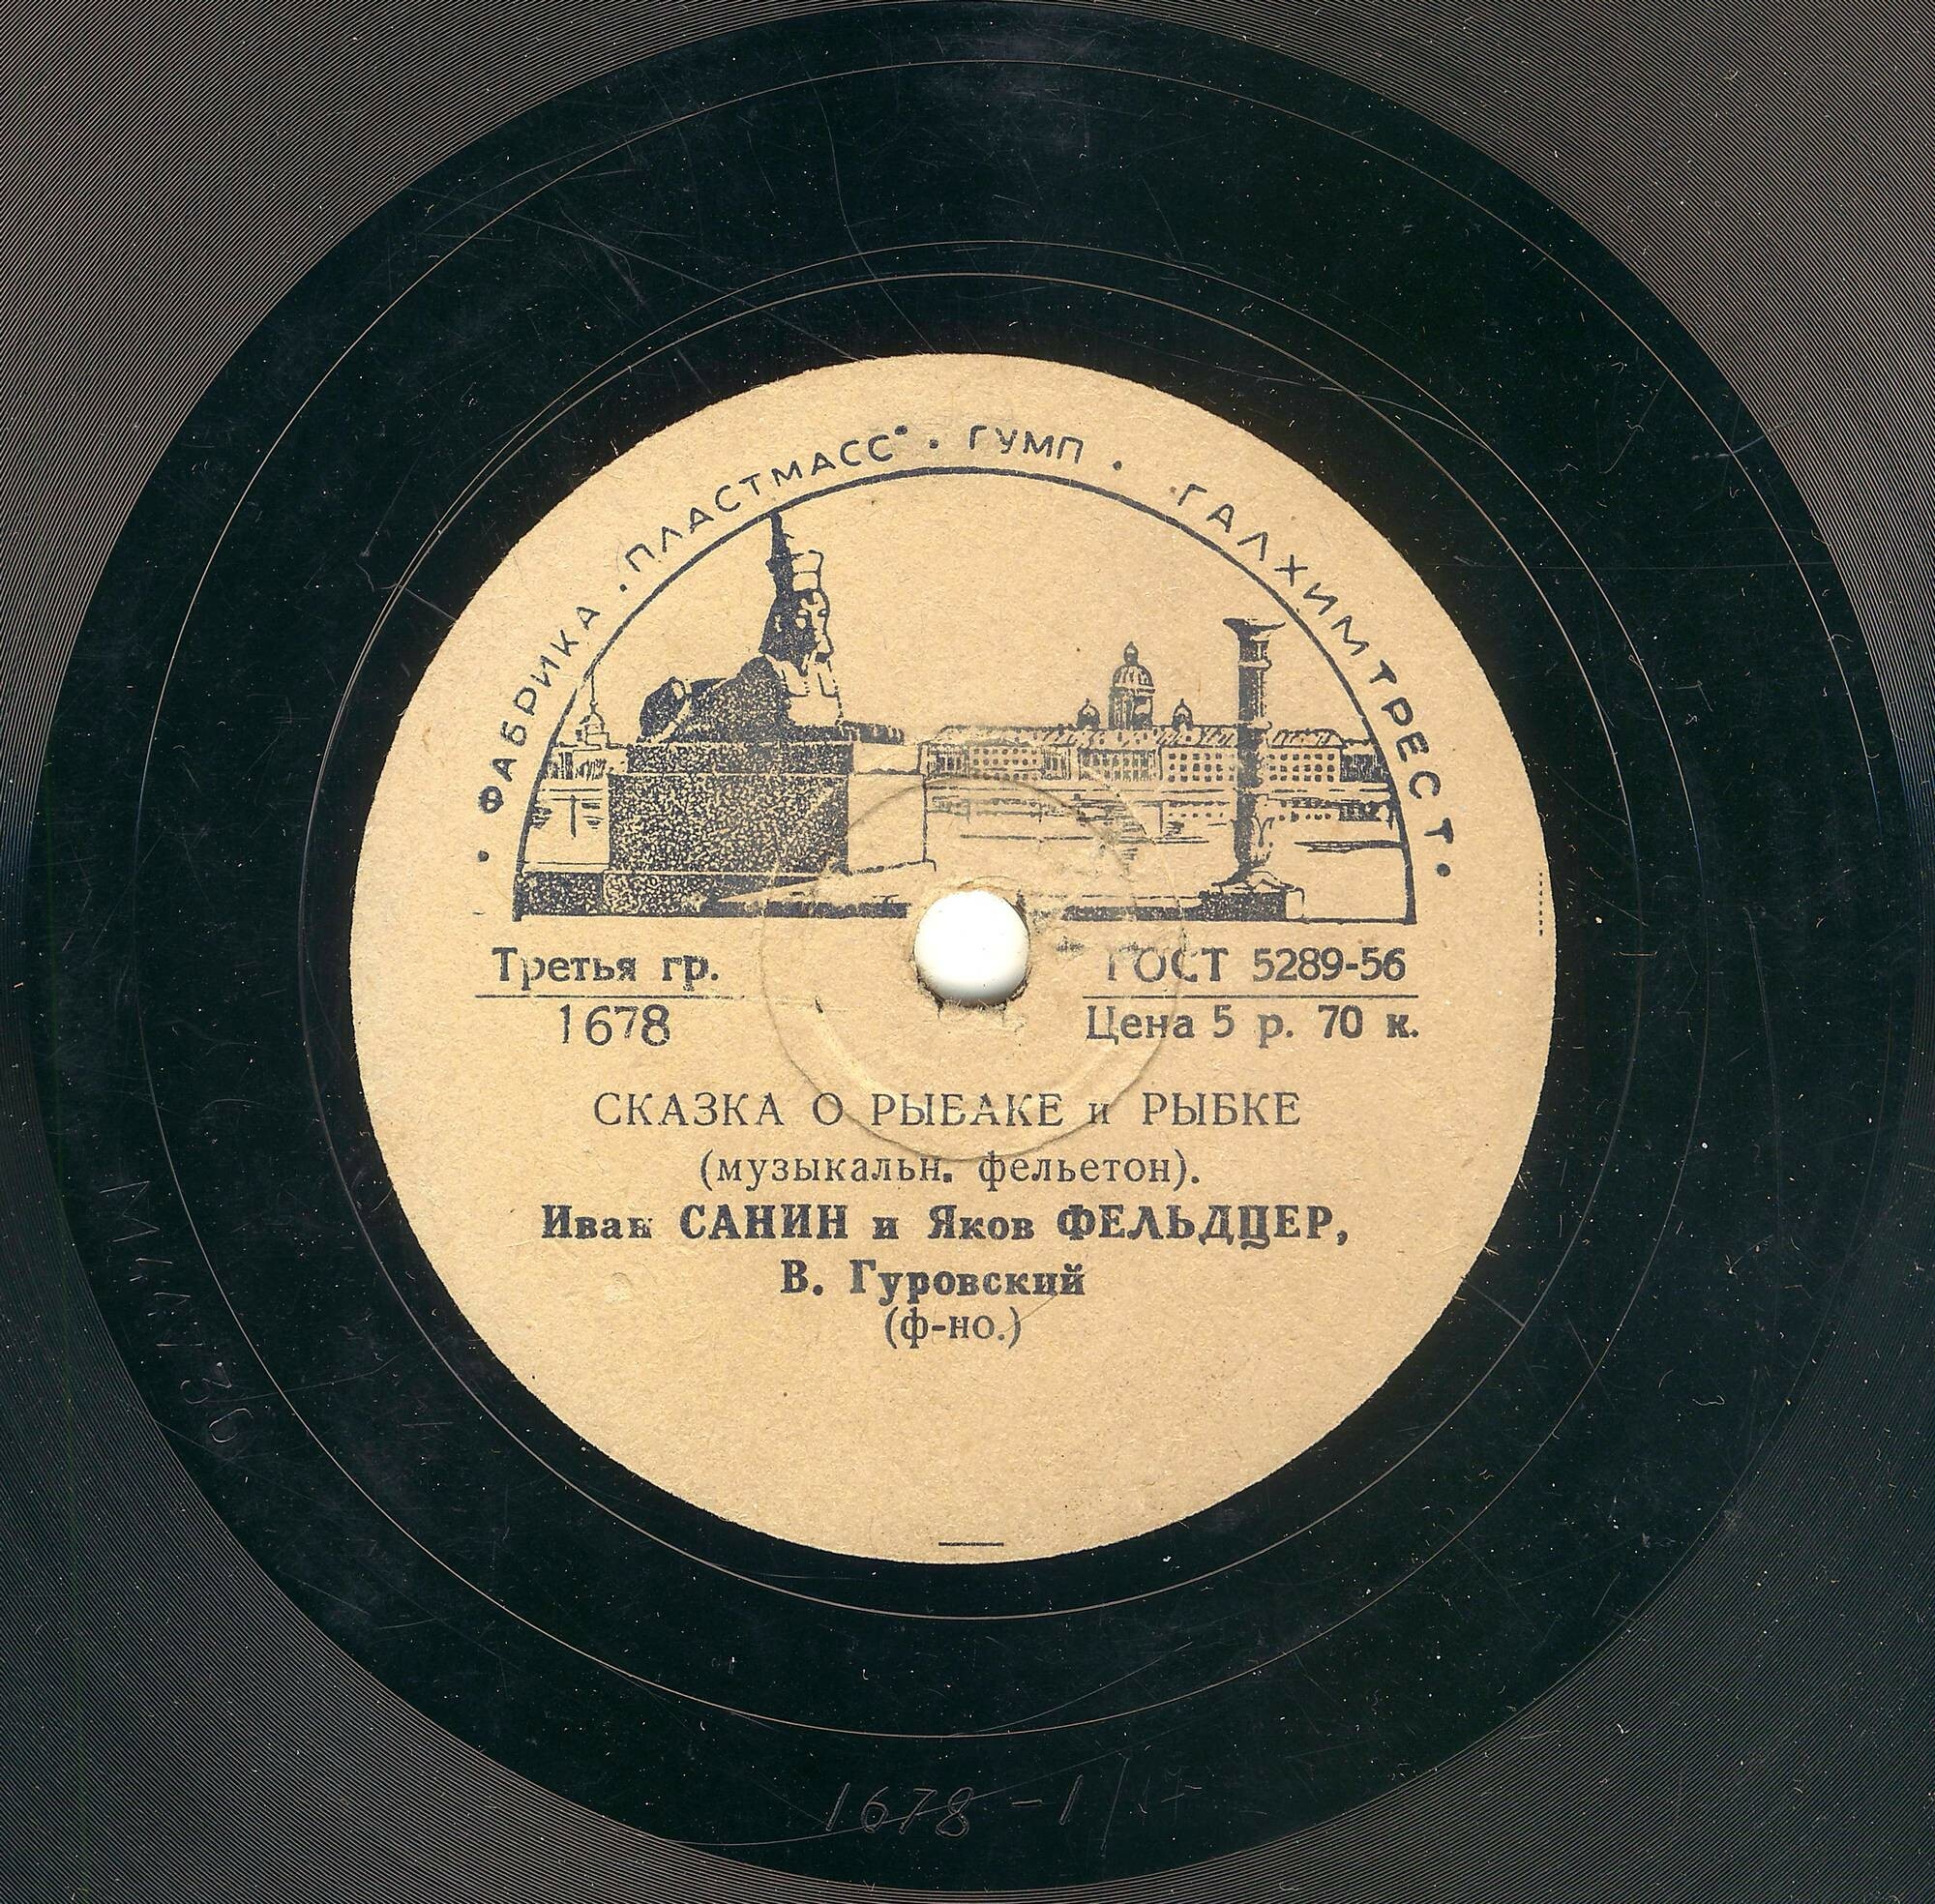 • ФАБРИКА • ПЛАСТМАСС • ГУМП • ГАЛХИМТРЕСТ •
Третья гр.
1678
ГОСТ 5289-56
Цена 5 р. 70 к.
СКАЗКА О РЫБАКЕ и РЫБКЕ
(музыкальн. фельетон).
Иван САНИН и Яков ФЕЛЬДЦЕР,
В. Гуровский
(ф-но.)
1678-1/17